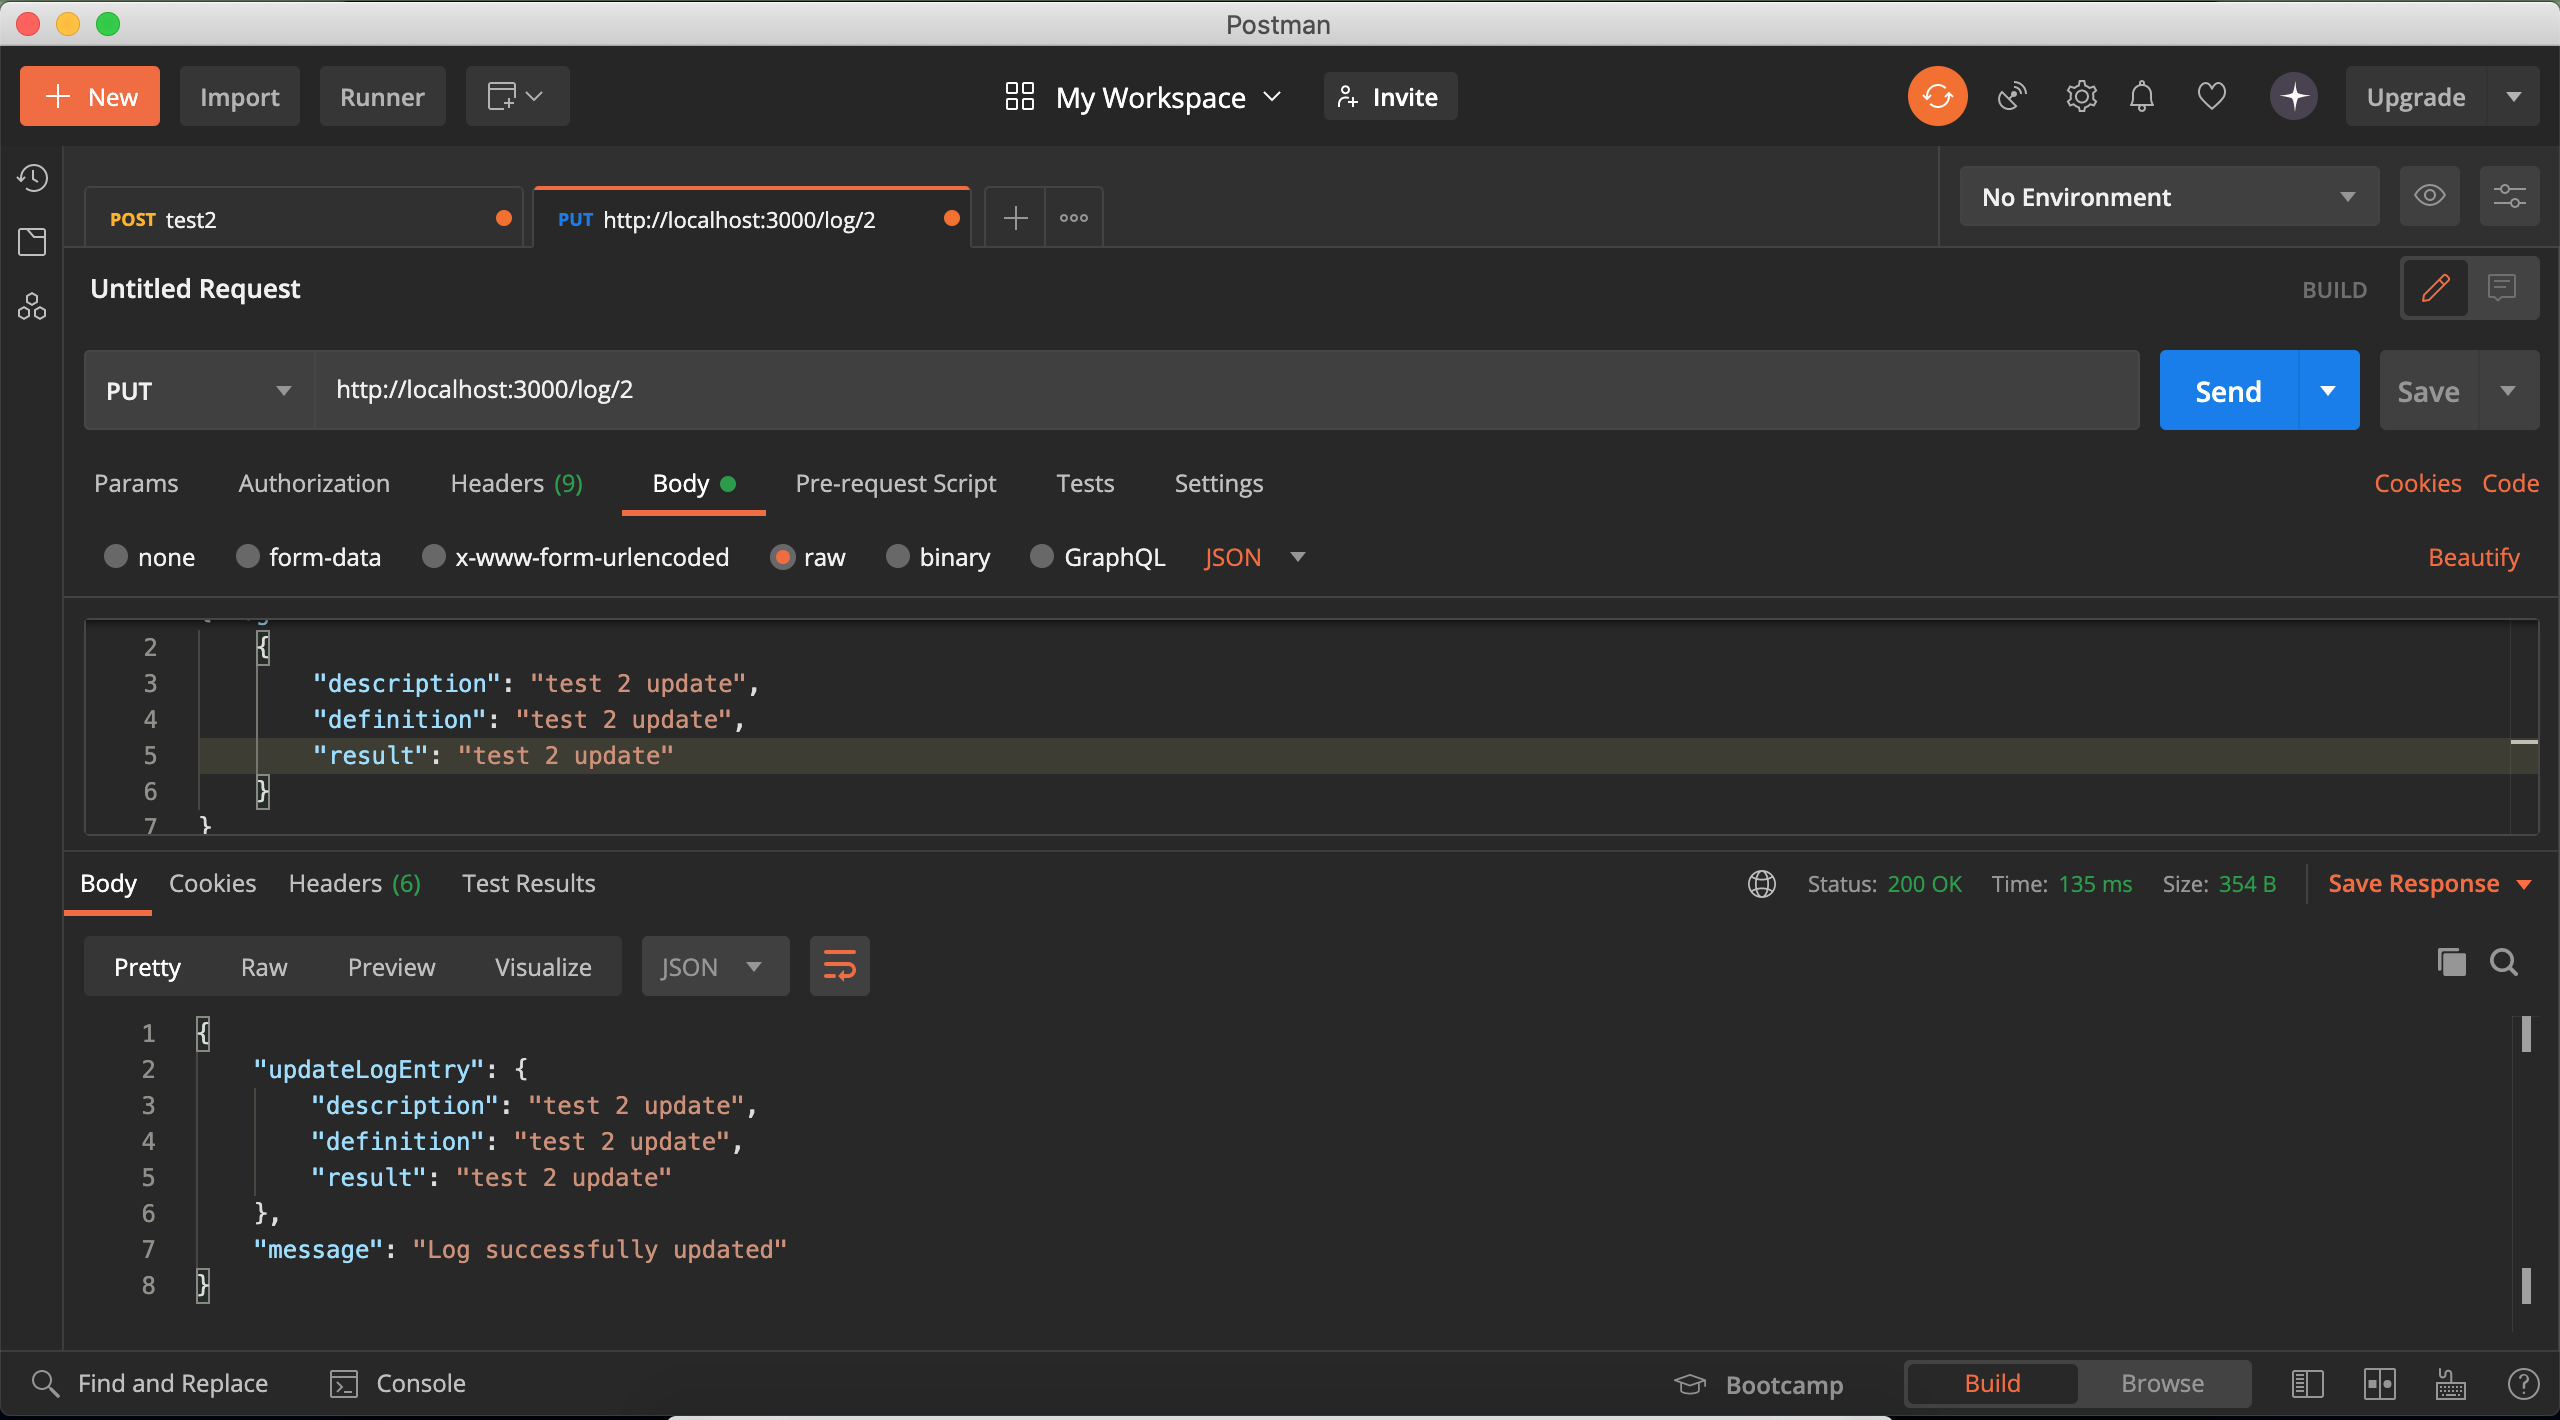 Postman
New Import Runner My Workspace Invite Upgrade
POST test2 PUT http://localhost:3000/log/2 No Environment
Untitled Request BUILD
PUT http://localhost:3000/log/2 Send Save
Params Authorization Headers (9) Body Pre-request Script Tests Settings Cookies Code
none form-data x-www-form-urlencoded raw binary GraphQL JSON Beautify
2 {
3 "description": "test 2 update",
4 "definition": "test 2 update",
5 "result": "test 2 update"
6 }
7 }
Body Cookies Headers (6) Test Results Status: 200 OK Time: 135 ms Size: 354 B Save Response
Pretty Raw Preview Visualize JSON
1 {
2 "updateLogEntry": {
3 "description": "test 2 update",
4 "definition": "test 2 update",
5 "result": "test 2 update"
6 },
7 "message": "Log successfully updated"
8 }
Find and Replace Console Bootcamp Build Browse